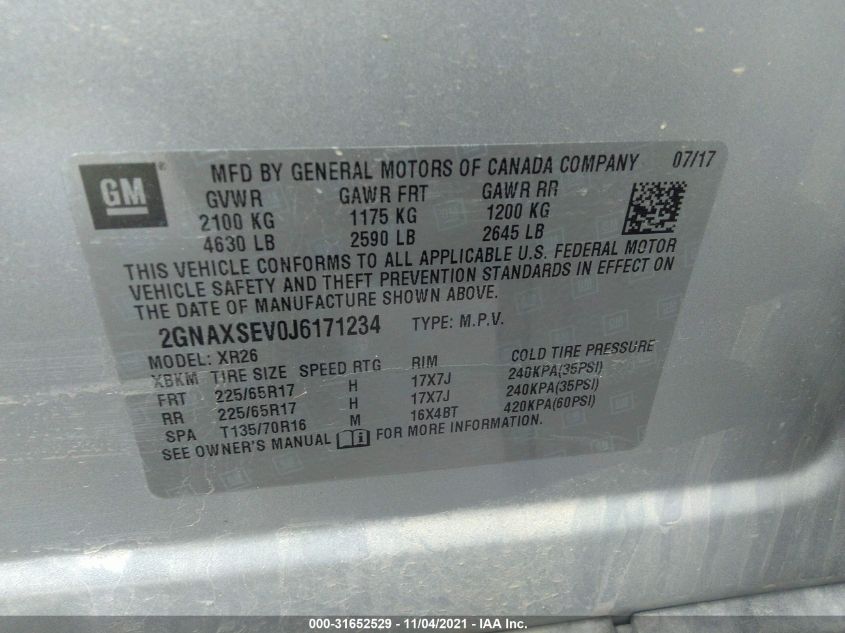 GM
MFD BY GENERAL MOTORS OF CANADA COMPANY 07/17
GVWR GAWR FRT GAWR RR
2100 KG 1175 KG 1200 KG
4630 LB 2590 LB 2645 LB
THIS VEHICLE CONFORMS TO ALL APPLICABLE U.S. FEDERAL MOTOR
VEHICLE SAFETY AND THEFT PREVENTION STANDARDS IN EFFECT ON
THE DATE OF MANUFACTURE SHOWN ABOVE.
2GNAXSEV0J6171234 TYPE: M.P.V.
MODEL: XR26
XBKM TIRE SIZE SPEED RTG RIM COLD TIRE PRESSURE
FRT 225/65R17 H 17X7J 240KPA(35PSI)
RR 225/65R17 H 17X7J 240KPA(35PSI)
SPA T135/70R16 M 16X4BT 420KPA(60PSI)
SEE OWNER'S MANUAL FOR MORE INFORMATION.
000-31652529 - 11/04/2021 - IAA Inc.